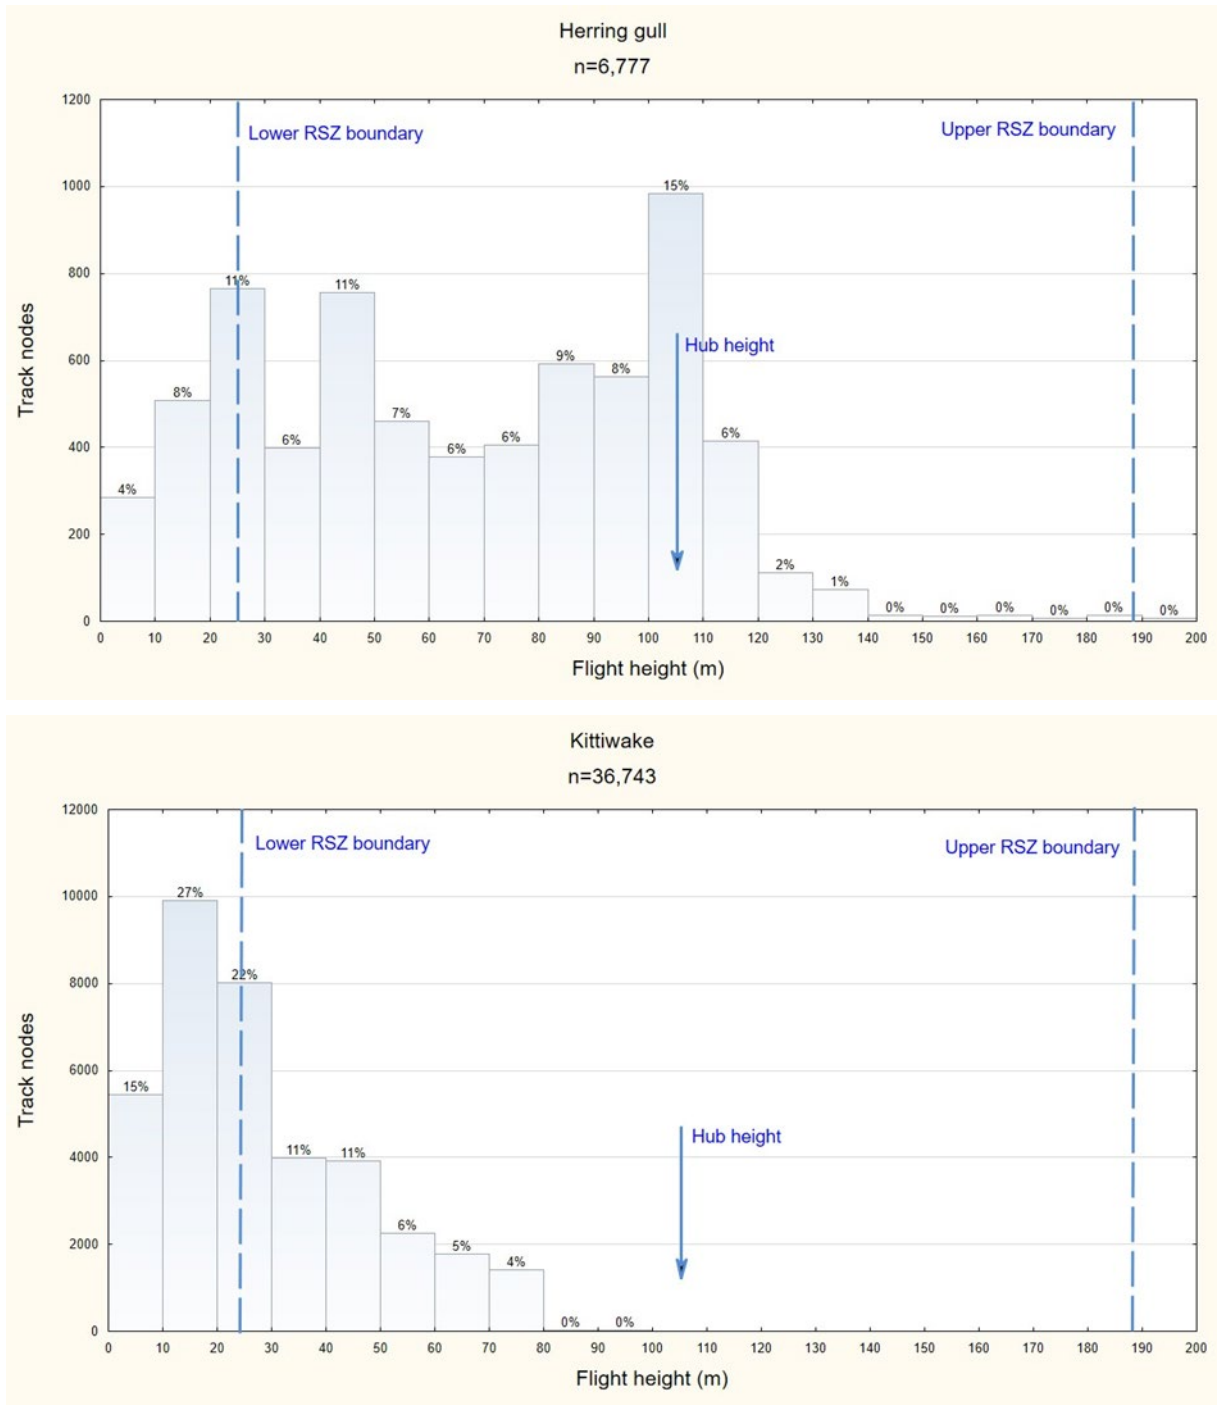 Herring gull
n=6,777
1200
Lower RSZ boundary
Upper RSZ boundary
1000
15%
800
11%
11%
Track nodes
600
Hub height
9%
8%
8%
7%
400
6%
6%
6%
6%
4%
200
2%
1%
0%
0%
0%
0%
0%
0%
0
0 10 20 30 40 50 60 70 80 90 100 110 120 130 140 150 160 170 180 190 200
Flight height (m)
Kittiwake
n=36,743
12000
Lower RSZ boundary
Upper RSZ boundary
10000
27%
8000
22%
Track nodes
6000
15%
Hub height
4000
11%
11%
6%
2000
5%
4%
0%
0%
0
0 10 20 30 40 50 60 70 80 90 100 110 120 130 140 150 160 170 180 190 200
Flight height (m)